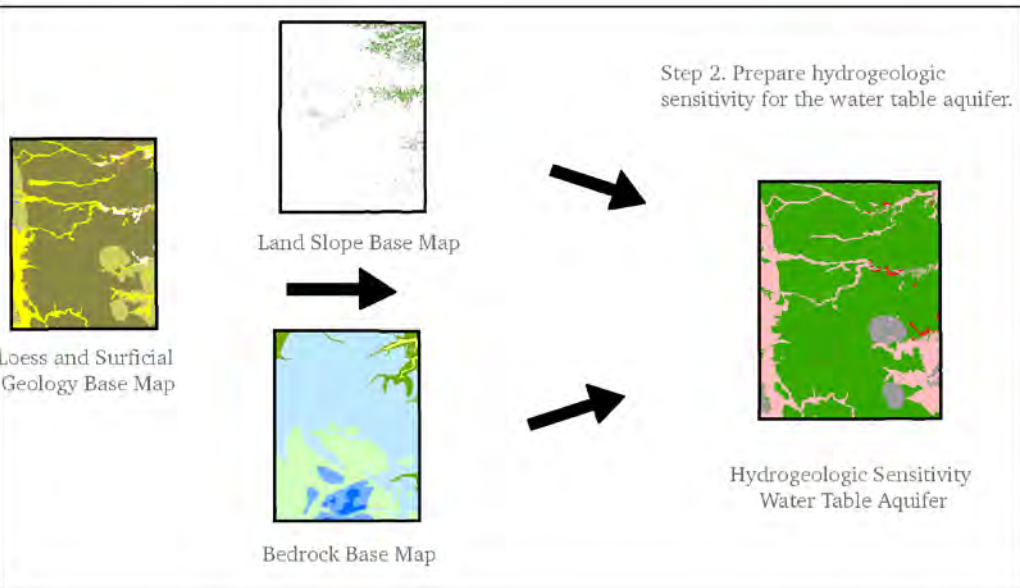 Step 2. Prepare hydrogeologic
sensitivity for the water table aquifer.
Land Slope Base Map
Loess and Surficial
Geology Base Map
Bedrock Base Map
Hydrogeologic Sensitivity
Water Table Aquifer